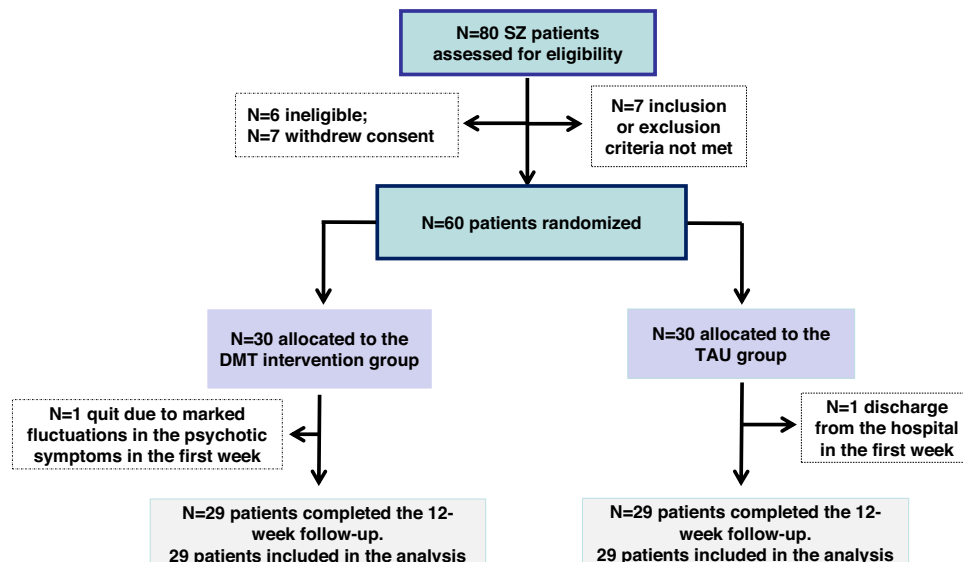 N=80 SZ patients
assessed for eligibility
N=6 ineligible;
N=7 withdrew consent
N=7 inclusion
or exclusion
criteria not met
N=60 patients randomized
N=30 allocated to the
DMT intervention group
N=30 allocated to the
TAU group
N=1 quit due to marked
fluctuations in the psychotic
symptoms in the first week
N=1 discharge
from the hospital
in the first week
N=29 patients completed the 12-
week follow-up.
29 patients included in the analysis
N=29 patients completed the 12-
week follow-up.
29 patients included in the analysis